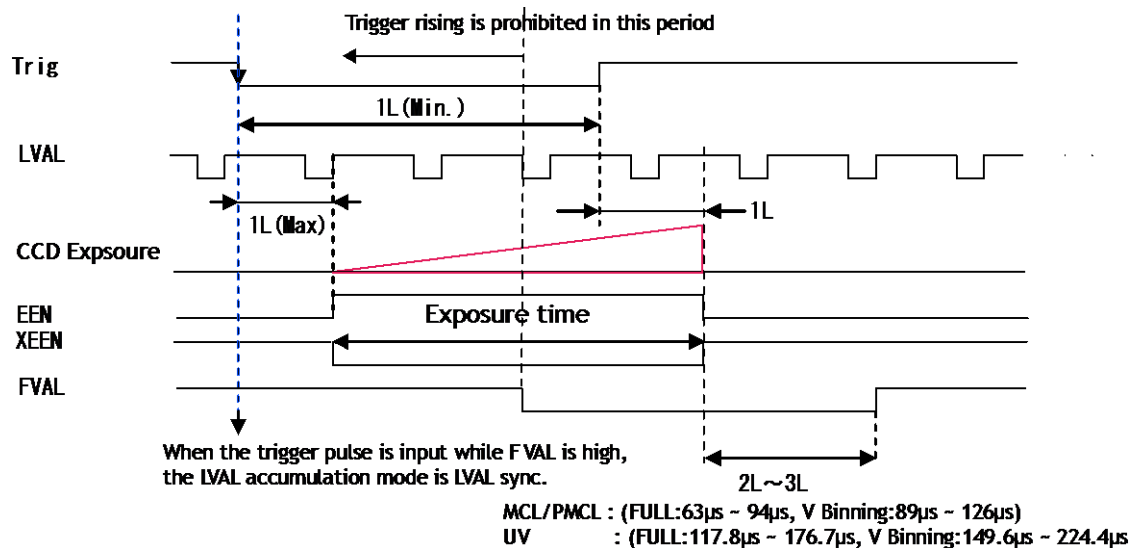 Trigger rising is prohibited in this period
Trig
1L(Min.)
LVAL
1L(Max)
1L
CCD Expsoure
EEN
Exposure time
XEEN
FVAL
When the trigger pulse is input while FVAL is high,
the LVAL accumulation mode is LVAL sync.
2L～3L
MCL/PMCL : (FULL:63µs ~ 94µs, V Binning:89µs ~ 126µs)
UV : (FULL:117.8µs ~ 176.7µs, V Binning:149.6µs ~ 224.4µs